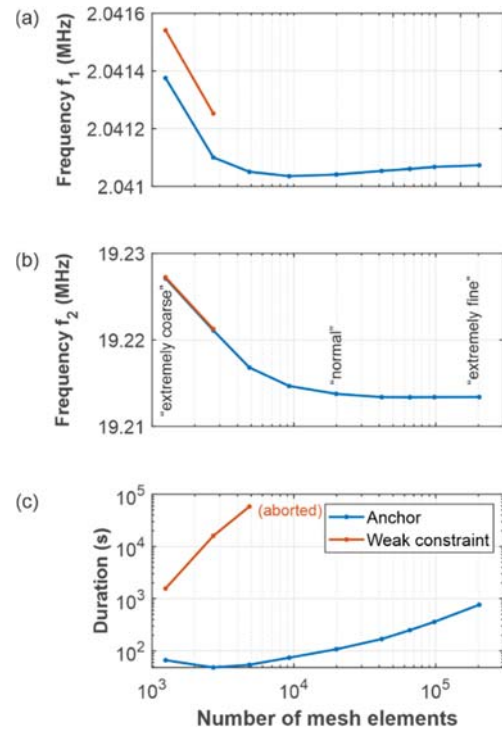 (a)
Frequency f1 (MHz)
2.0416
2.0414
2.0412
2.041
(b)
Frequency f2 (MHz)
19.23
19.22
19.21
"extremely coarse"
"normal"
"extremely fine"
(c)
Duration (s)
10^5
10^4
10^3
10^2
(aborted)
Anchor
Weak constraint
10^3
10^4
10^5
Number of mesh elements